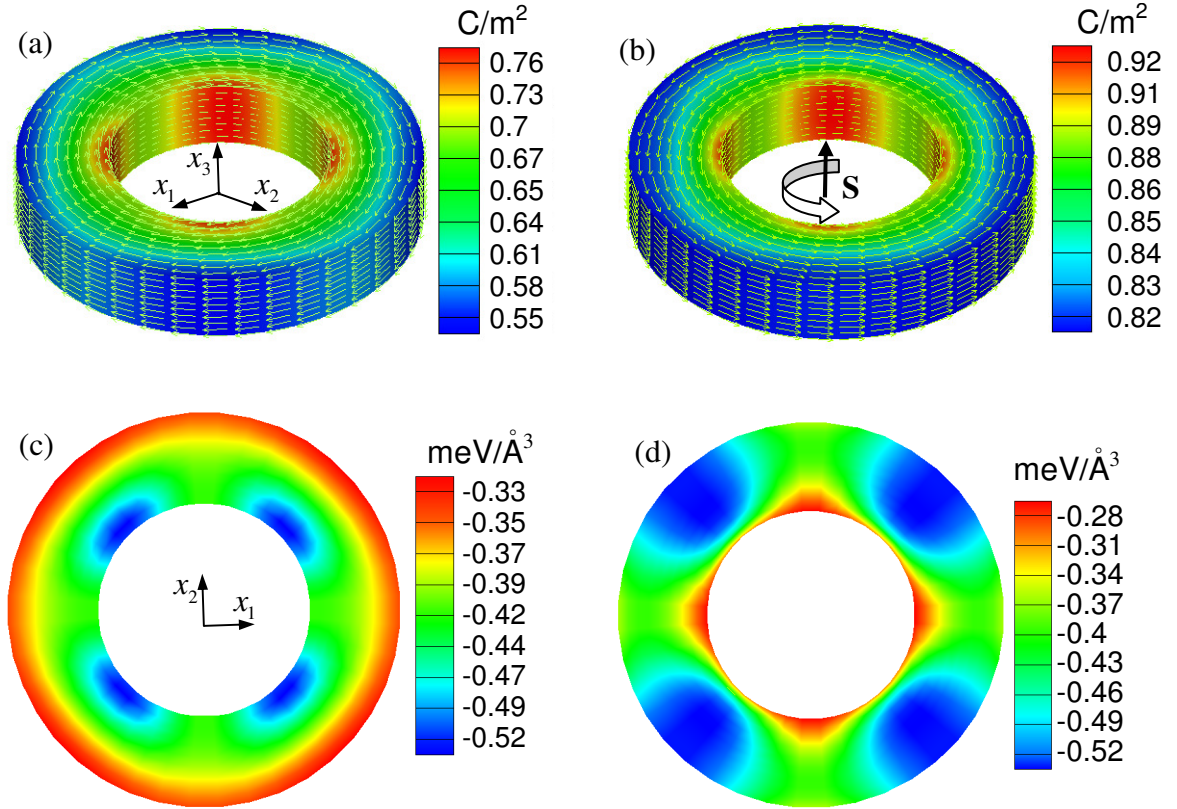 (a)
C/m²
0.76
0.73
0.7
0.67
0.64
0.61
0.58
0.55
x₃
x₁
x₂
(b)
C/m²
0.92
0.91
0.89
0.88
0.86
0.85
0.84
0.83
0.82
S
(c)
meV/Å³
-0.33
-0.35
-0.37
-0.39
-0.42
-0.44
-0.47
-0.49
-0.52
x₂
x₁
(d)
meV/Å³
-0.28
-0.31
-0.34
-0.37
-0.4
-0.43
-0.46
-0.49
-0.52